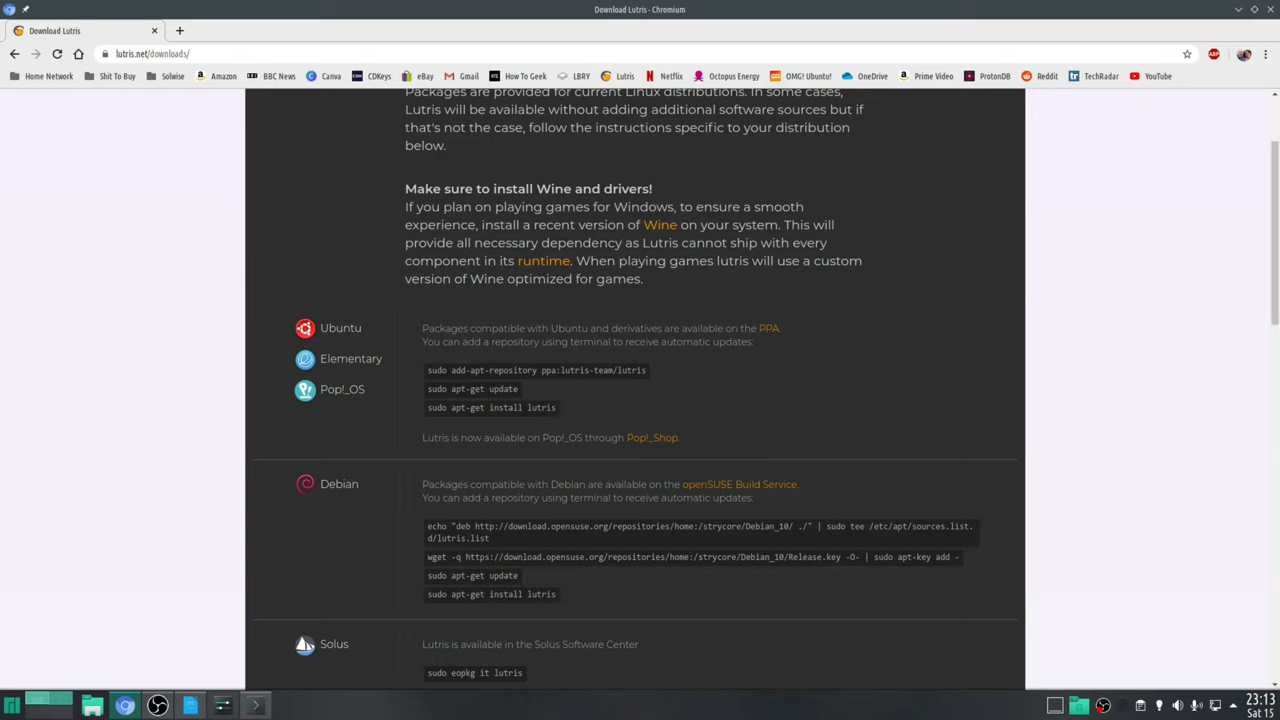 Download Lutris - Chromium
Download Lutris
lutris.net/downloads/
ABP
Home Network
Shit To Buy
Solwise
Amazon
BBC News
Canva
CDKeys
eBay
Gmail
How To Geek
LBRY
Lutris
Netflix
Octopus Energy
OMG! Ubuntu!
OneDrive
Prime Video
ProtonDB
Reddit
TechRadar
YouTube
Packages are provided for current Linux distributions. In some cases,
Lutris will be available without adding additional software sources but if
that's not the case, follow the instructions specific to your distribution
below.
Make sure to install Wine and drivers!
If you plan on playing games for Windows, to ensure a smooth
experience, install a recent version of Wine on your system. This will
provide all necessary dependency as Lutris cannot ship with every
component in its runtime. When playing games lutris will use a custom
version of Wine optimized for games.
Ubuntu
Elementary
Pop!_OS
Packages compatible with Ubuntu and derivatives are available on the PPA.
You can add a repository using terminal to receive automatic updates:
sudo add-apt-repository ppa:lutris-team/lutris
sudo apt-get update
sudo apt-get install lutris
Lutris is now available on Pop!_OS through Pop!_Shop.
Debian
Packages compatible with Debian are available on the openSUSE Build Service.
You can add a repository using terminal to receive automatic updates:
echo "deb http://download.opensuse.org/repositories/home:/strycore/Debian_10/ ./" | sudo tee /etc/apt/sources.list.
d/lutris.list
wget -q https://download.opensuse.org/repositories/home:/strycore/Debian_10/Release.key -O- | sudo apt-key add -
sudo apt-get update
sudo apt-get install lutris
Solus
Lutris is available in the Solus Software Center
sudo eopkg it lutris
23:13
Sat 15